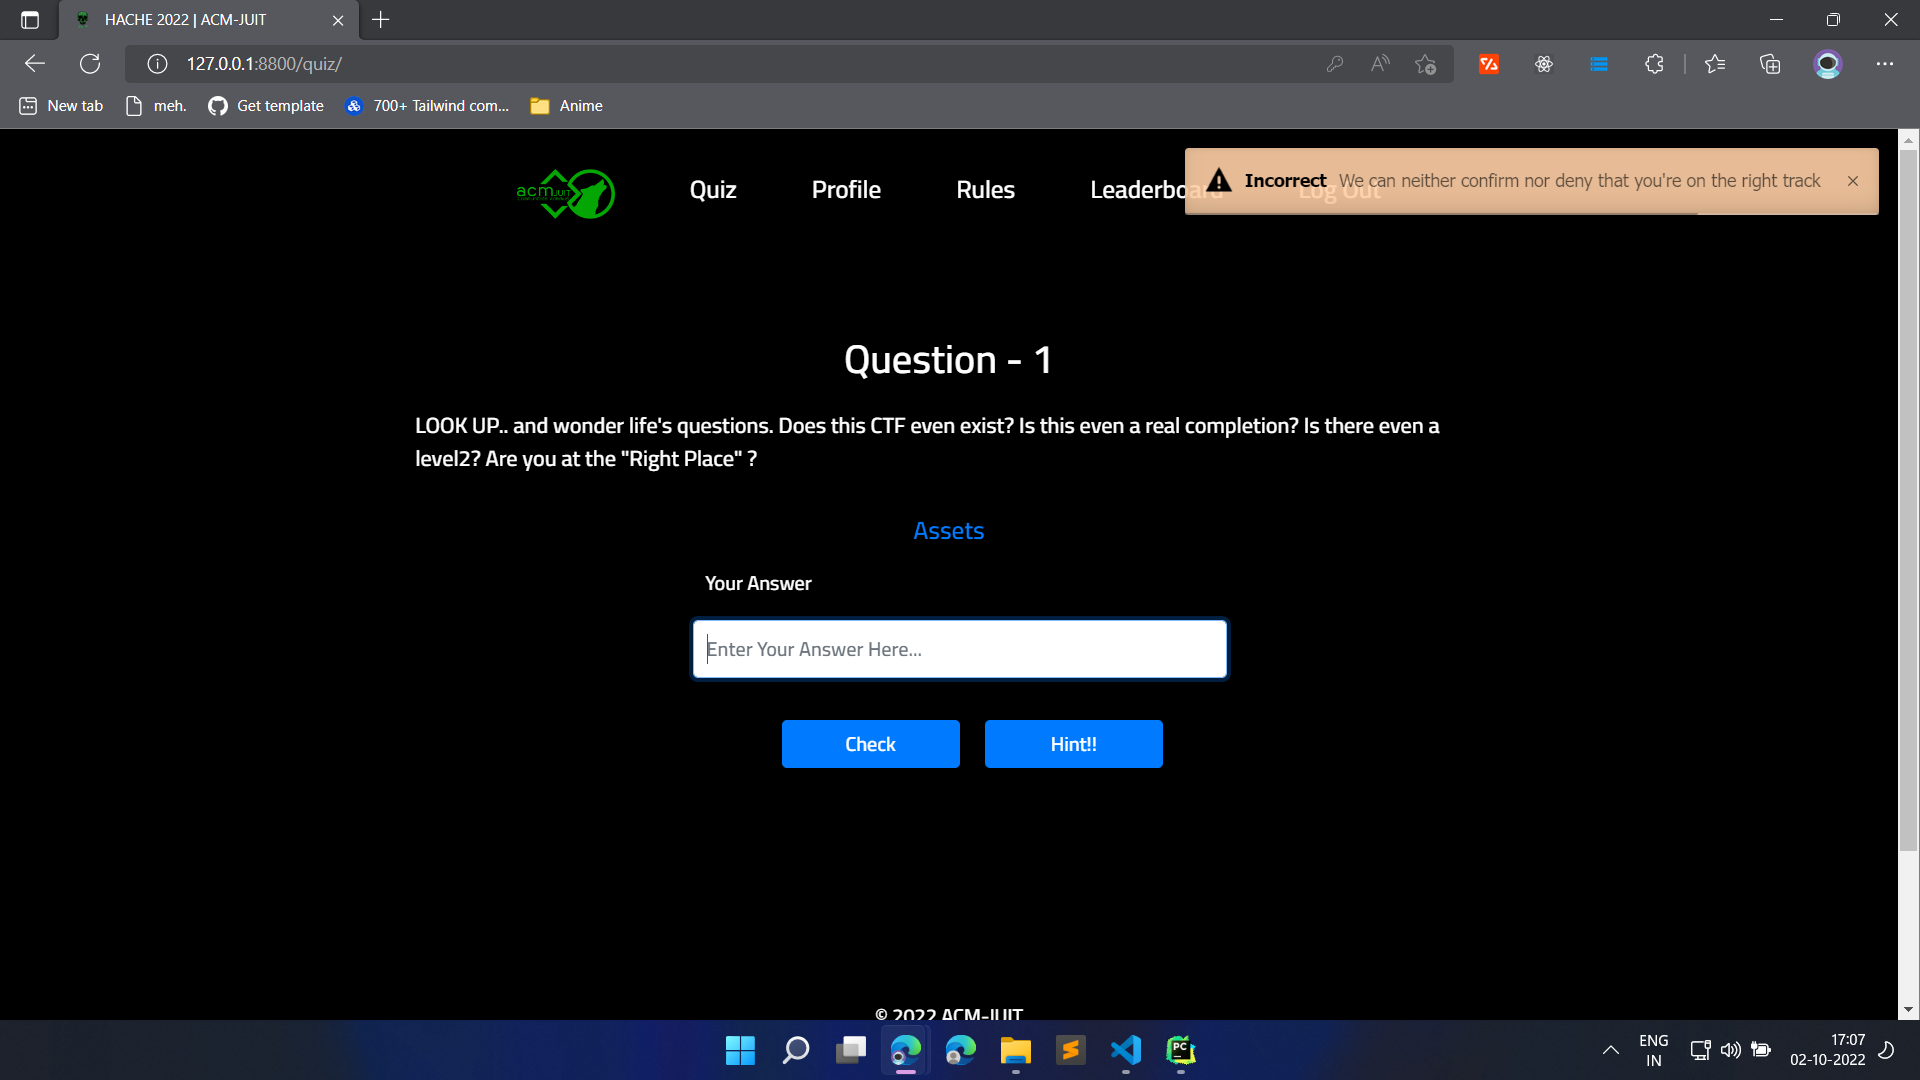 HACHE 2022 | ACM-JUIT
127.0.0.1:8800/quiz/
New tab
meh.
Get template
700+ Tailwind com...
Anime
acm JUIT
Quiz
Profile
Rules
Leaderboard
Log Out
Incorrect We can neither confirm nor deny that you're on the right track
Question - 1
LOOK UP.. and wonder life's questions. Does this CTF even exist? Is this even a real completion? Is there even a
level2? Are you at the "Right Place" ?
Assets
Your Answer
Enter Your Answer Here...
Check
Hint!!
© 2022 ACM-JUIT
PC
ENG
IN
17:07
02-10-2022